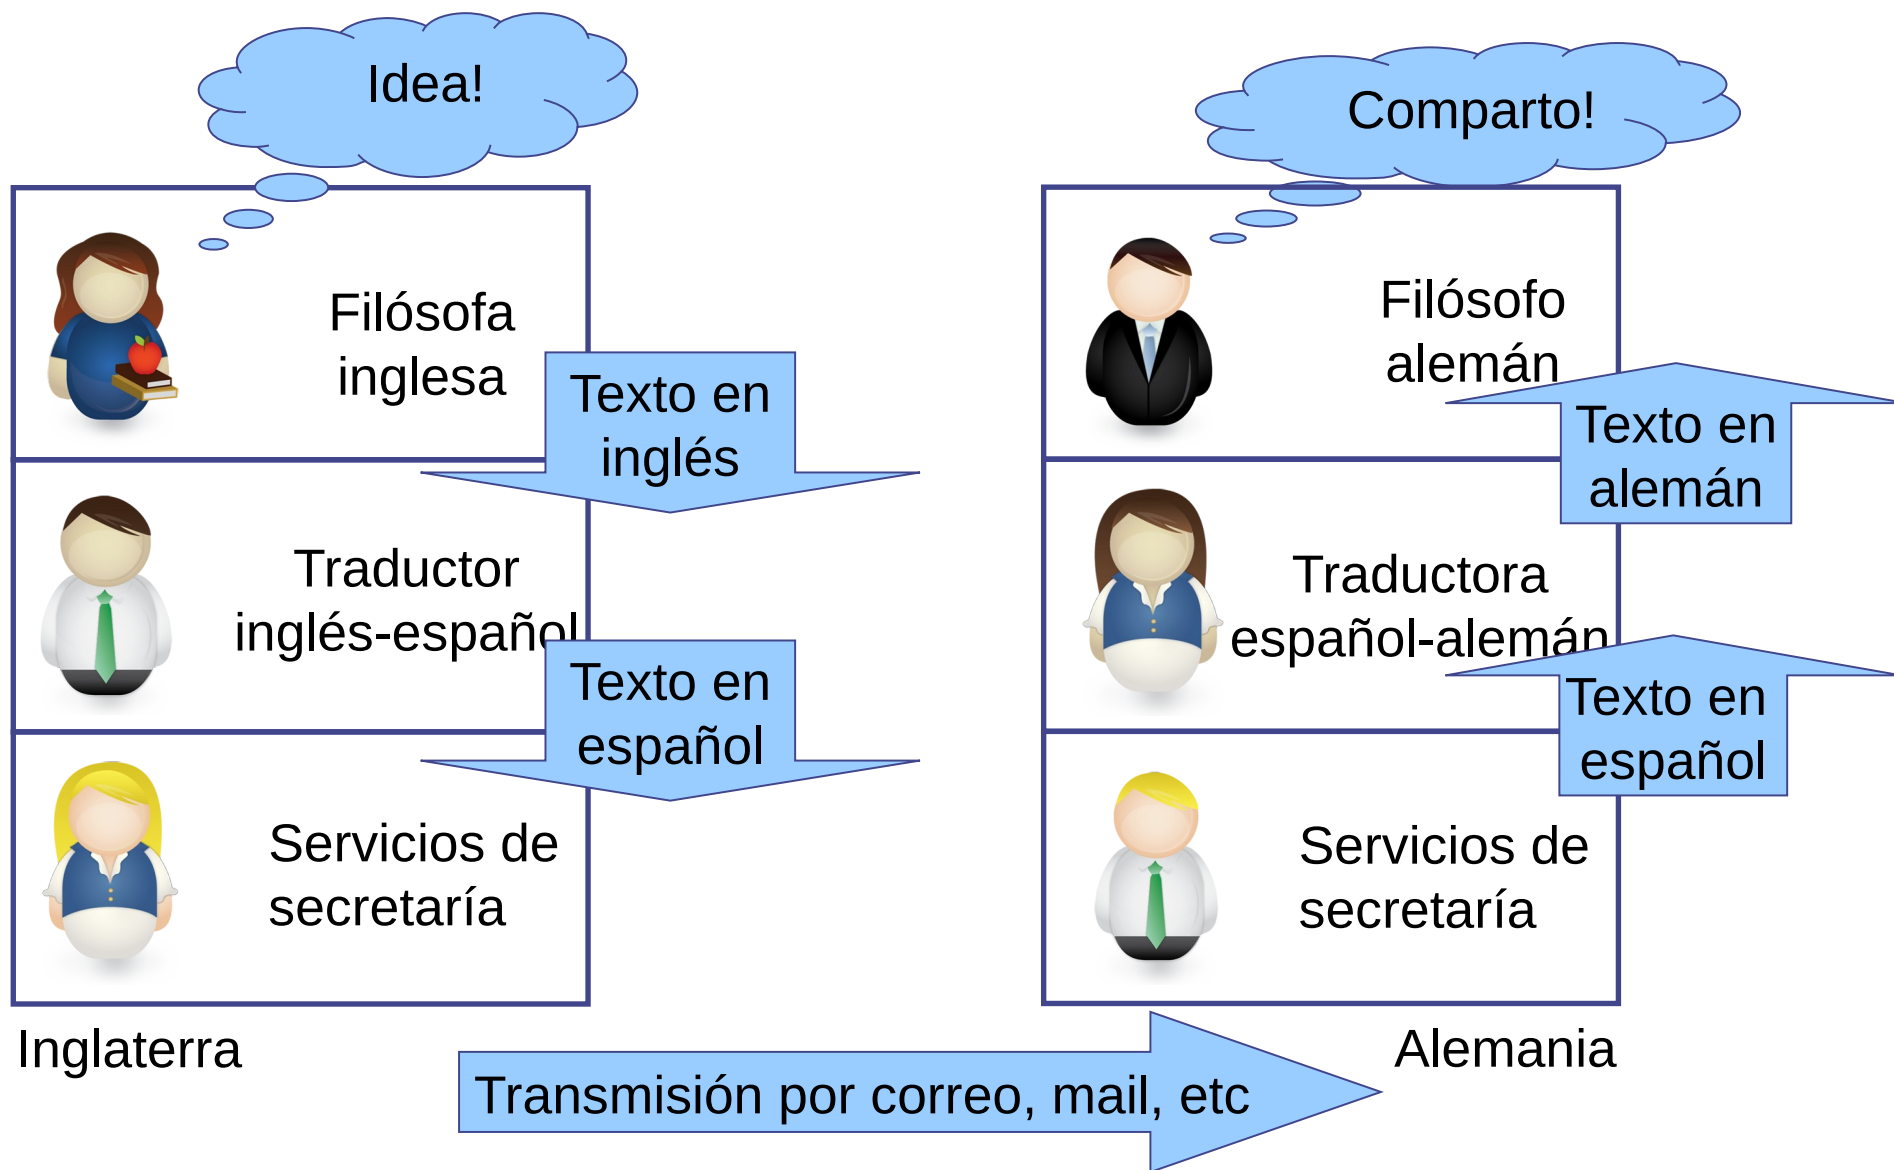 Idea!
Filósofa
inglesa
Texto en
inglés
Traductor
inglés-español
Texto en
español
Servicios de
secretaría
Inglaterra
Transmisión por correo, mail, etc
Comparto!
Filósofo
alemán
Texto en
alemán
Traductora
español-alemán
Texto en
español
Servicios de
secretaría
Alemania